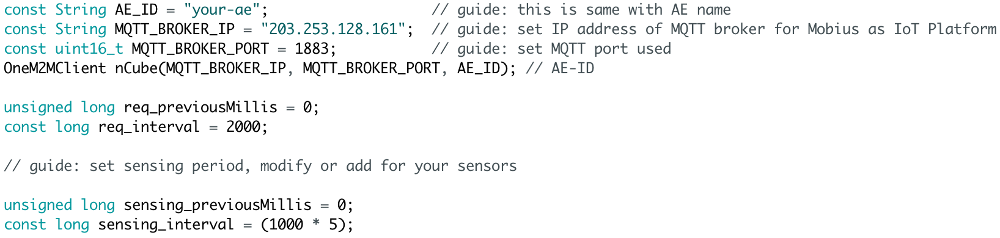 const String AE_ID = "your-ae"; // guide: this is same with AE name
const String MQTT_BROKER_IP = "203.253.128.161"; // guide: set IP address of MQTT broker for Mobius as IoT Platform
const uint16_t MQTT_BROKER_PORT = 1883; // guide: set MQTT port used
OneM2MClient nCube(MQTT_BROKER_IP, MQTT_BROKER_PORT, AE_ID); // AE-ID
unsigned long req_previousMillis = 0;
const long req_interval = 2000;
// guide: set sensing period, modify or add for your sensors
unsigned long sensing_previousMillis = 0;
const long sensing_interval = (1000 * 5);